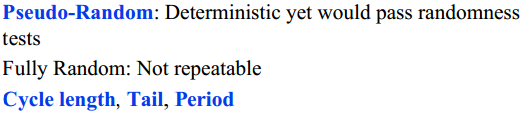 Pseudo-Random: Deterministic yet would pass randomness
tests
Fully Random: Not repeatable
Cycle length, Tail, Period